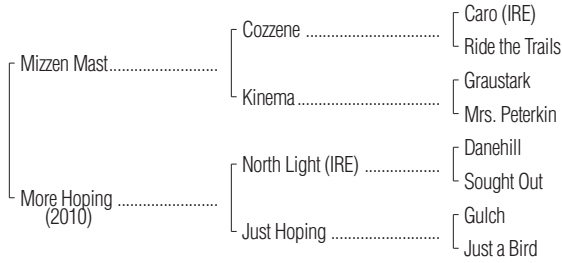 Caro (IRE)
Cozzene ................................
Ride the Trails
Mizzen Mast..........................
Graustark
Kinema..................................
Mrs. Peterkin
Danehill
North Light (IRE) ..................
Sought Out
More Hoping ........................
(2010)
Gulch
Just Hoping ..........................
Just a Bird